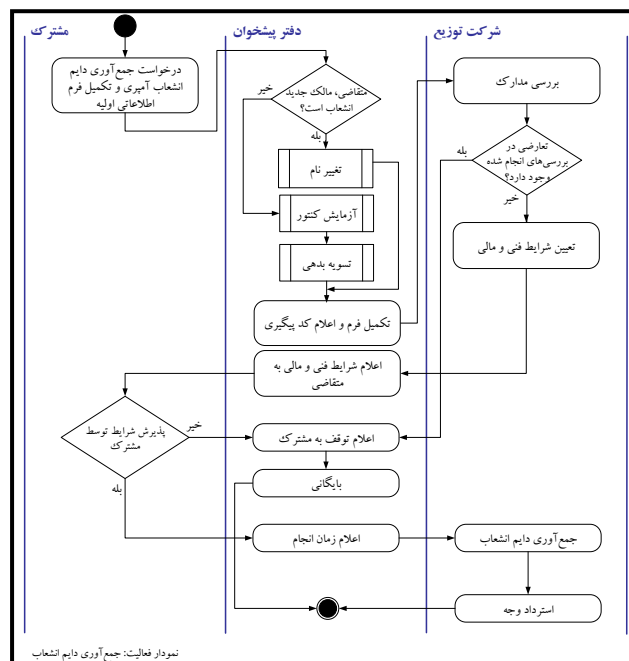 شرکت توزیع
دفتر پیشخوان
مشترک
درخواست جمع‌آوری دایم
انشعاب آمپری و تکمیل فرم
اطلاعاتی اولیه
متقاضی، مالک جدید
انشعاب است؟
خیر
بله
تغییر نام
آزمایش کنتور
تسویه بدهی
تکمیل فرم و اعلام کد پیگیری
بررسی مدارک
تعارضی در
بررسی‌های انجام شده
وجود دارد؟
بله
خیر
تعیین شرایط فنی و مالی
اعلام شرایط فنی و مالی به
متقاضی
پذیرش شرایط توسط
مشترک
خیر
بله
اعلام توقف به مشترک
بایگانی
اعلام زمان انجام
جمع‌آوری دایم انشعاب
استرداد وجه
نمودار فعالیت: جمع‌آوری دایم انشعاب